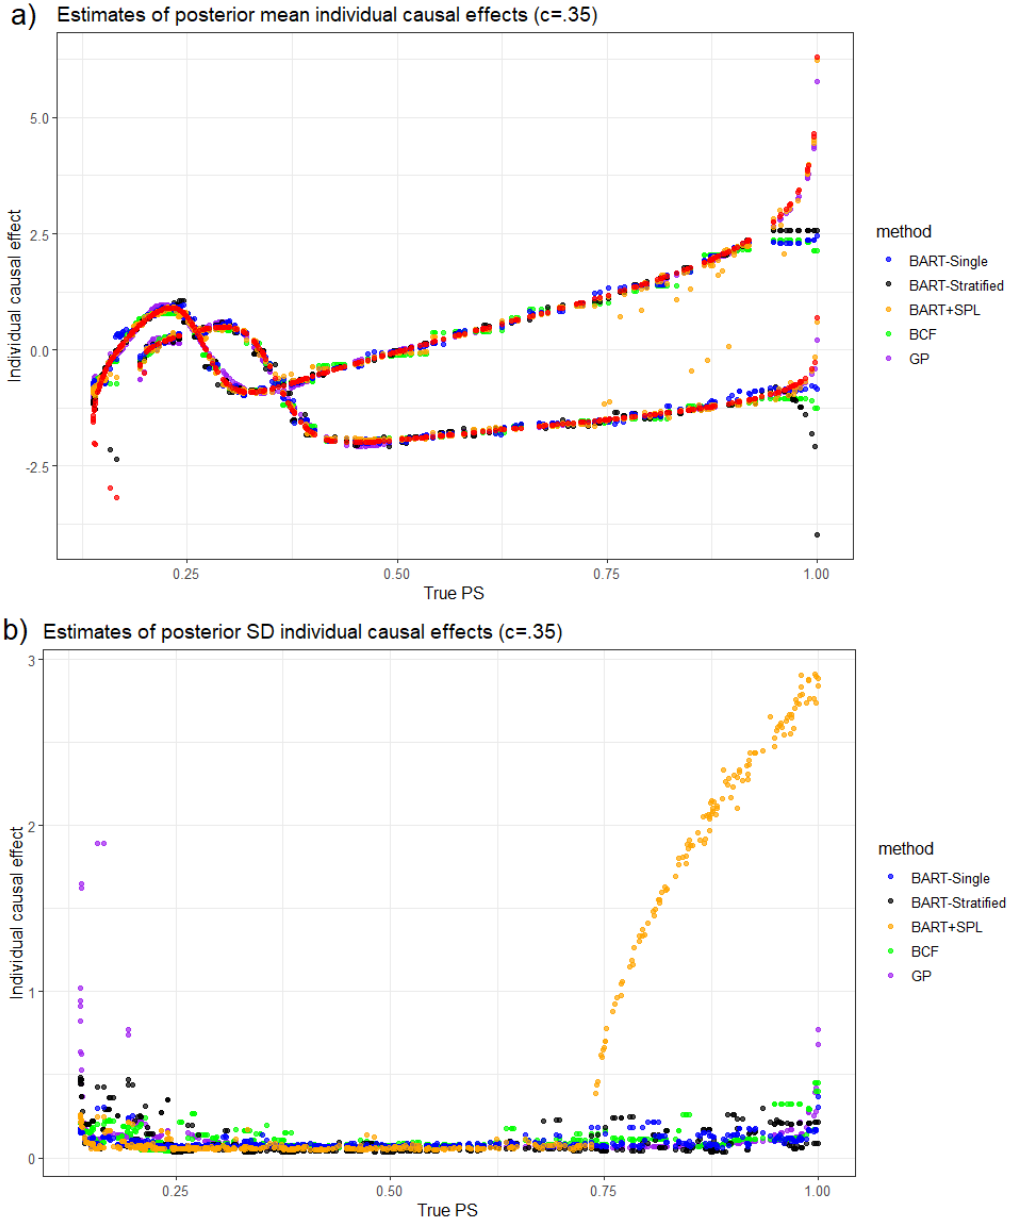 a) Estimates of posterior mean individual causal effects (c=.35)
5.0
2.5
0.0
-2.5
Individual causal effect
0.25 0.50 0.75 1.00
True PS
method
BART-Single
BART-Stratified
BART+SPL
BCF
GP
b) Estimates of posterior SD individual causal effects (c=.35)
3
2
1
0
Individual causal effect
0.25 0.50 0.75 1.00
True PS
method
BART-Single
BART-Stratified
BART+SPL
BCF
GP